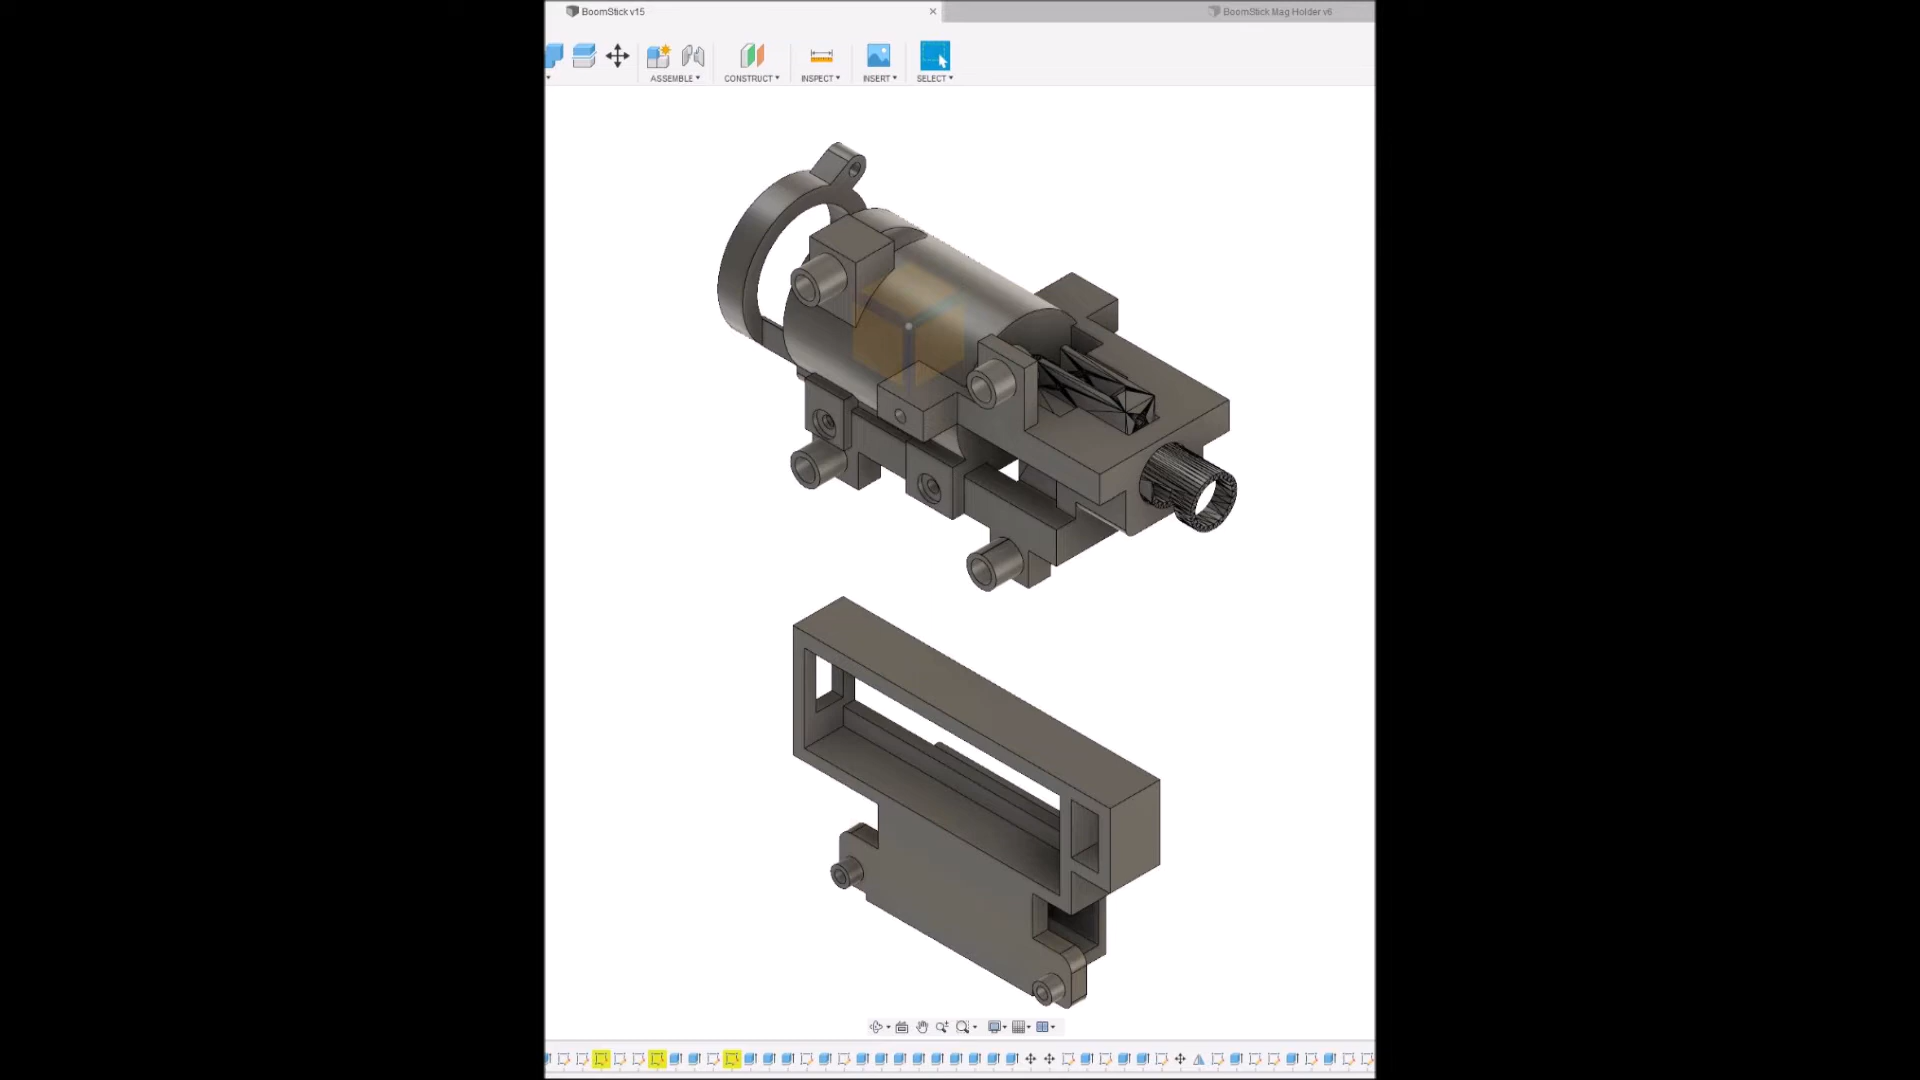 BoomStick v15
BoomStick Mag Holder v6
ASSEMBLE
CONSTRUCT
INSPECT
INSERT
SELECT